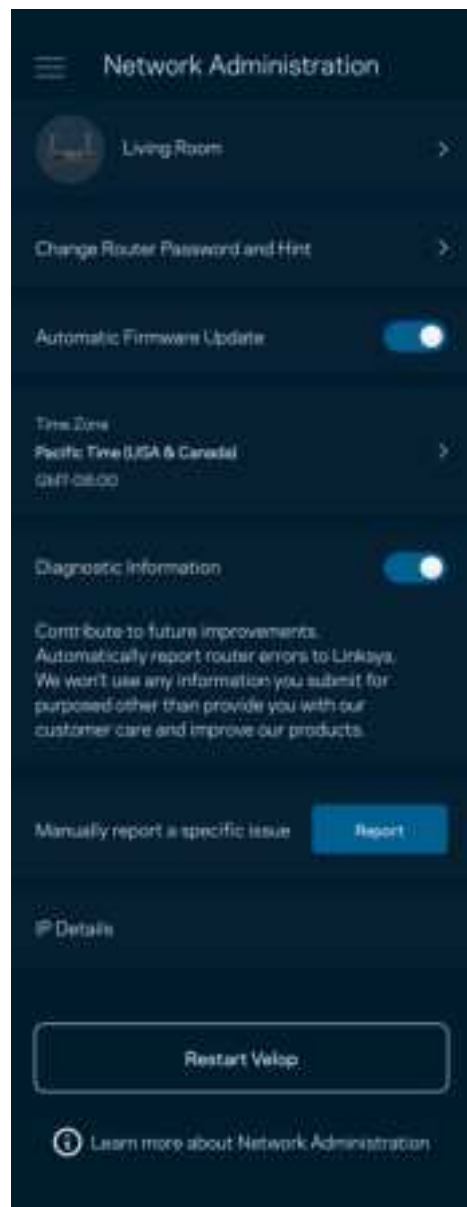 Network Administration
Living Room
Change Router Password and Hint
Automatic Firmware Update
Time Zone
Pacific Time (USA & Canada)
GMT-08:00
Diagnostic Information
Contribute to future improvements.
Automatically report router errors to Linksys.
We won't use any information you submit for
purposed other than provide you with our
customer care and improve our products.
Manually report a specific issue
Report
IP Details
Restart Velop
Learn more about Network Administration